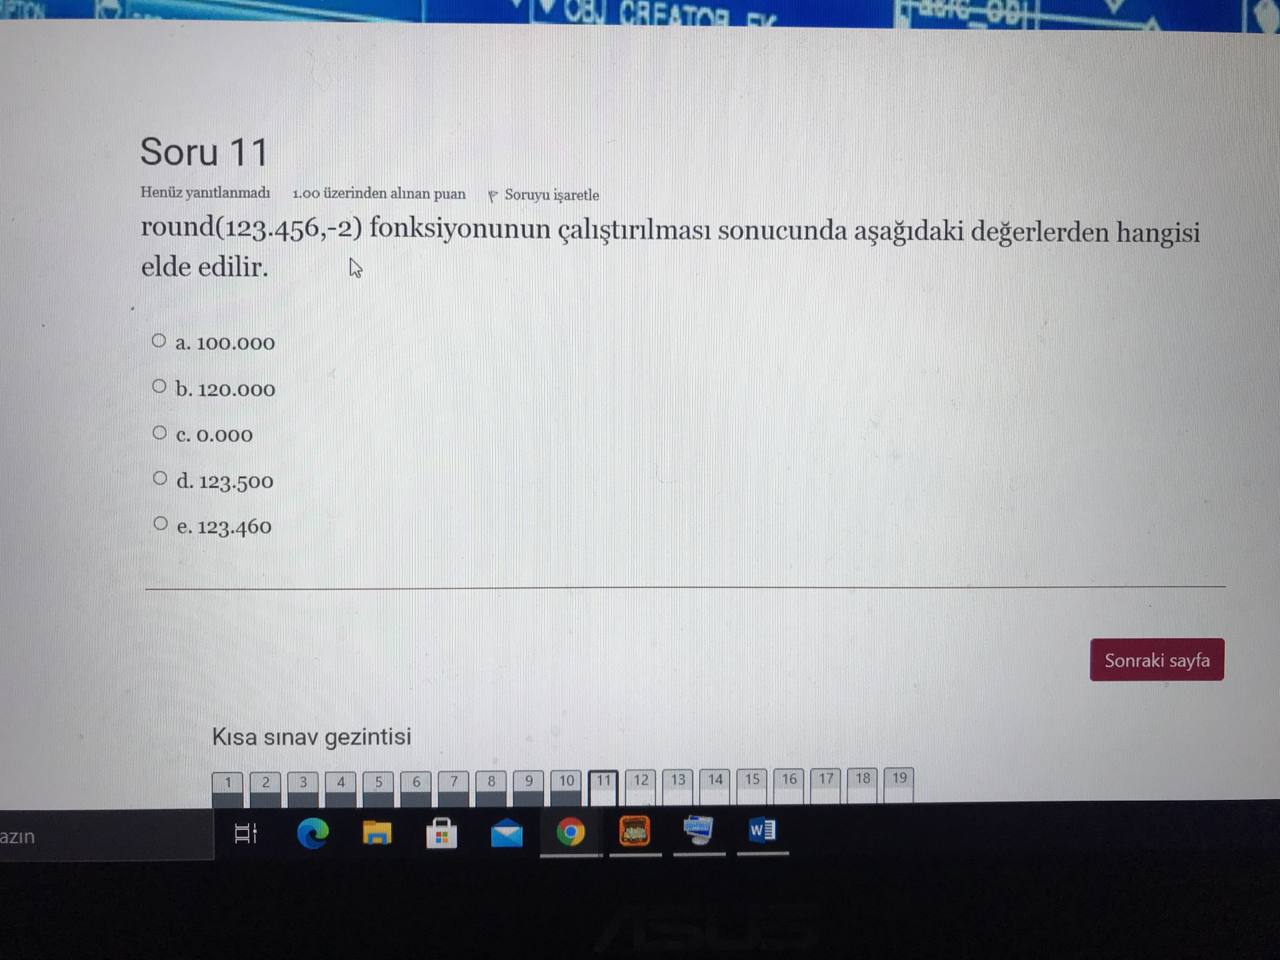 OBJ_CREATOR_FK
Soru 11
Henüz yanıtlanmadı 1.00 üzerinden alınan puan Soruyu işaretle
round(123.456,-2) fonksiyonunun çalıştırılması sonucunda aşağıdaki değerlerden hangisi
elde edilir.
a. 100.000
b. 120.000
c. 0.000
d. 123.500
e. 123.460
Sonraki sayfa
Kısa sınav gezintisi
1 2 3 4 5 6 7 8 9 10 11 12 13 14 15 16 17 18 19
azın
W
ASUS